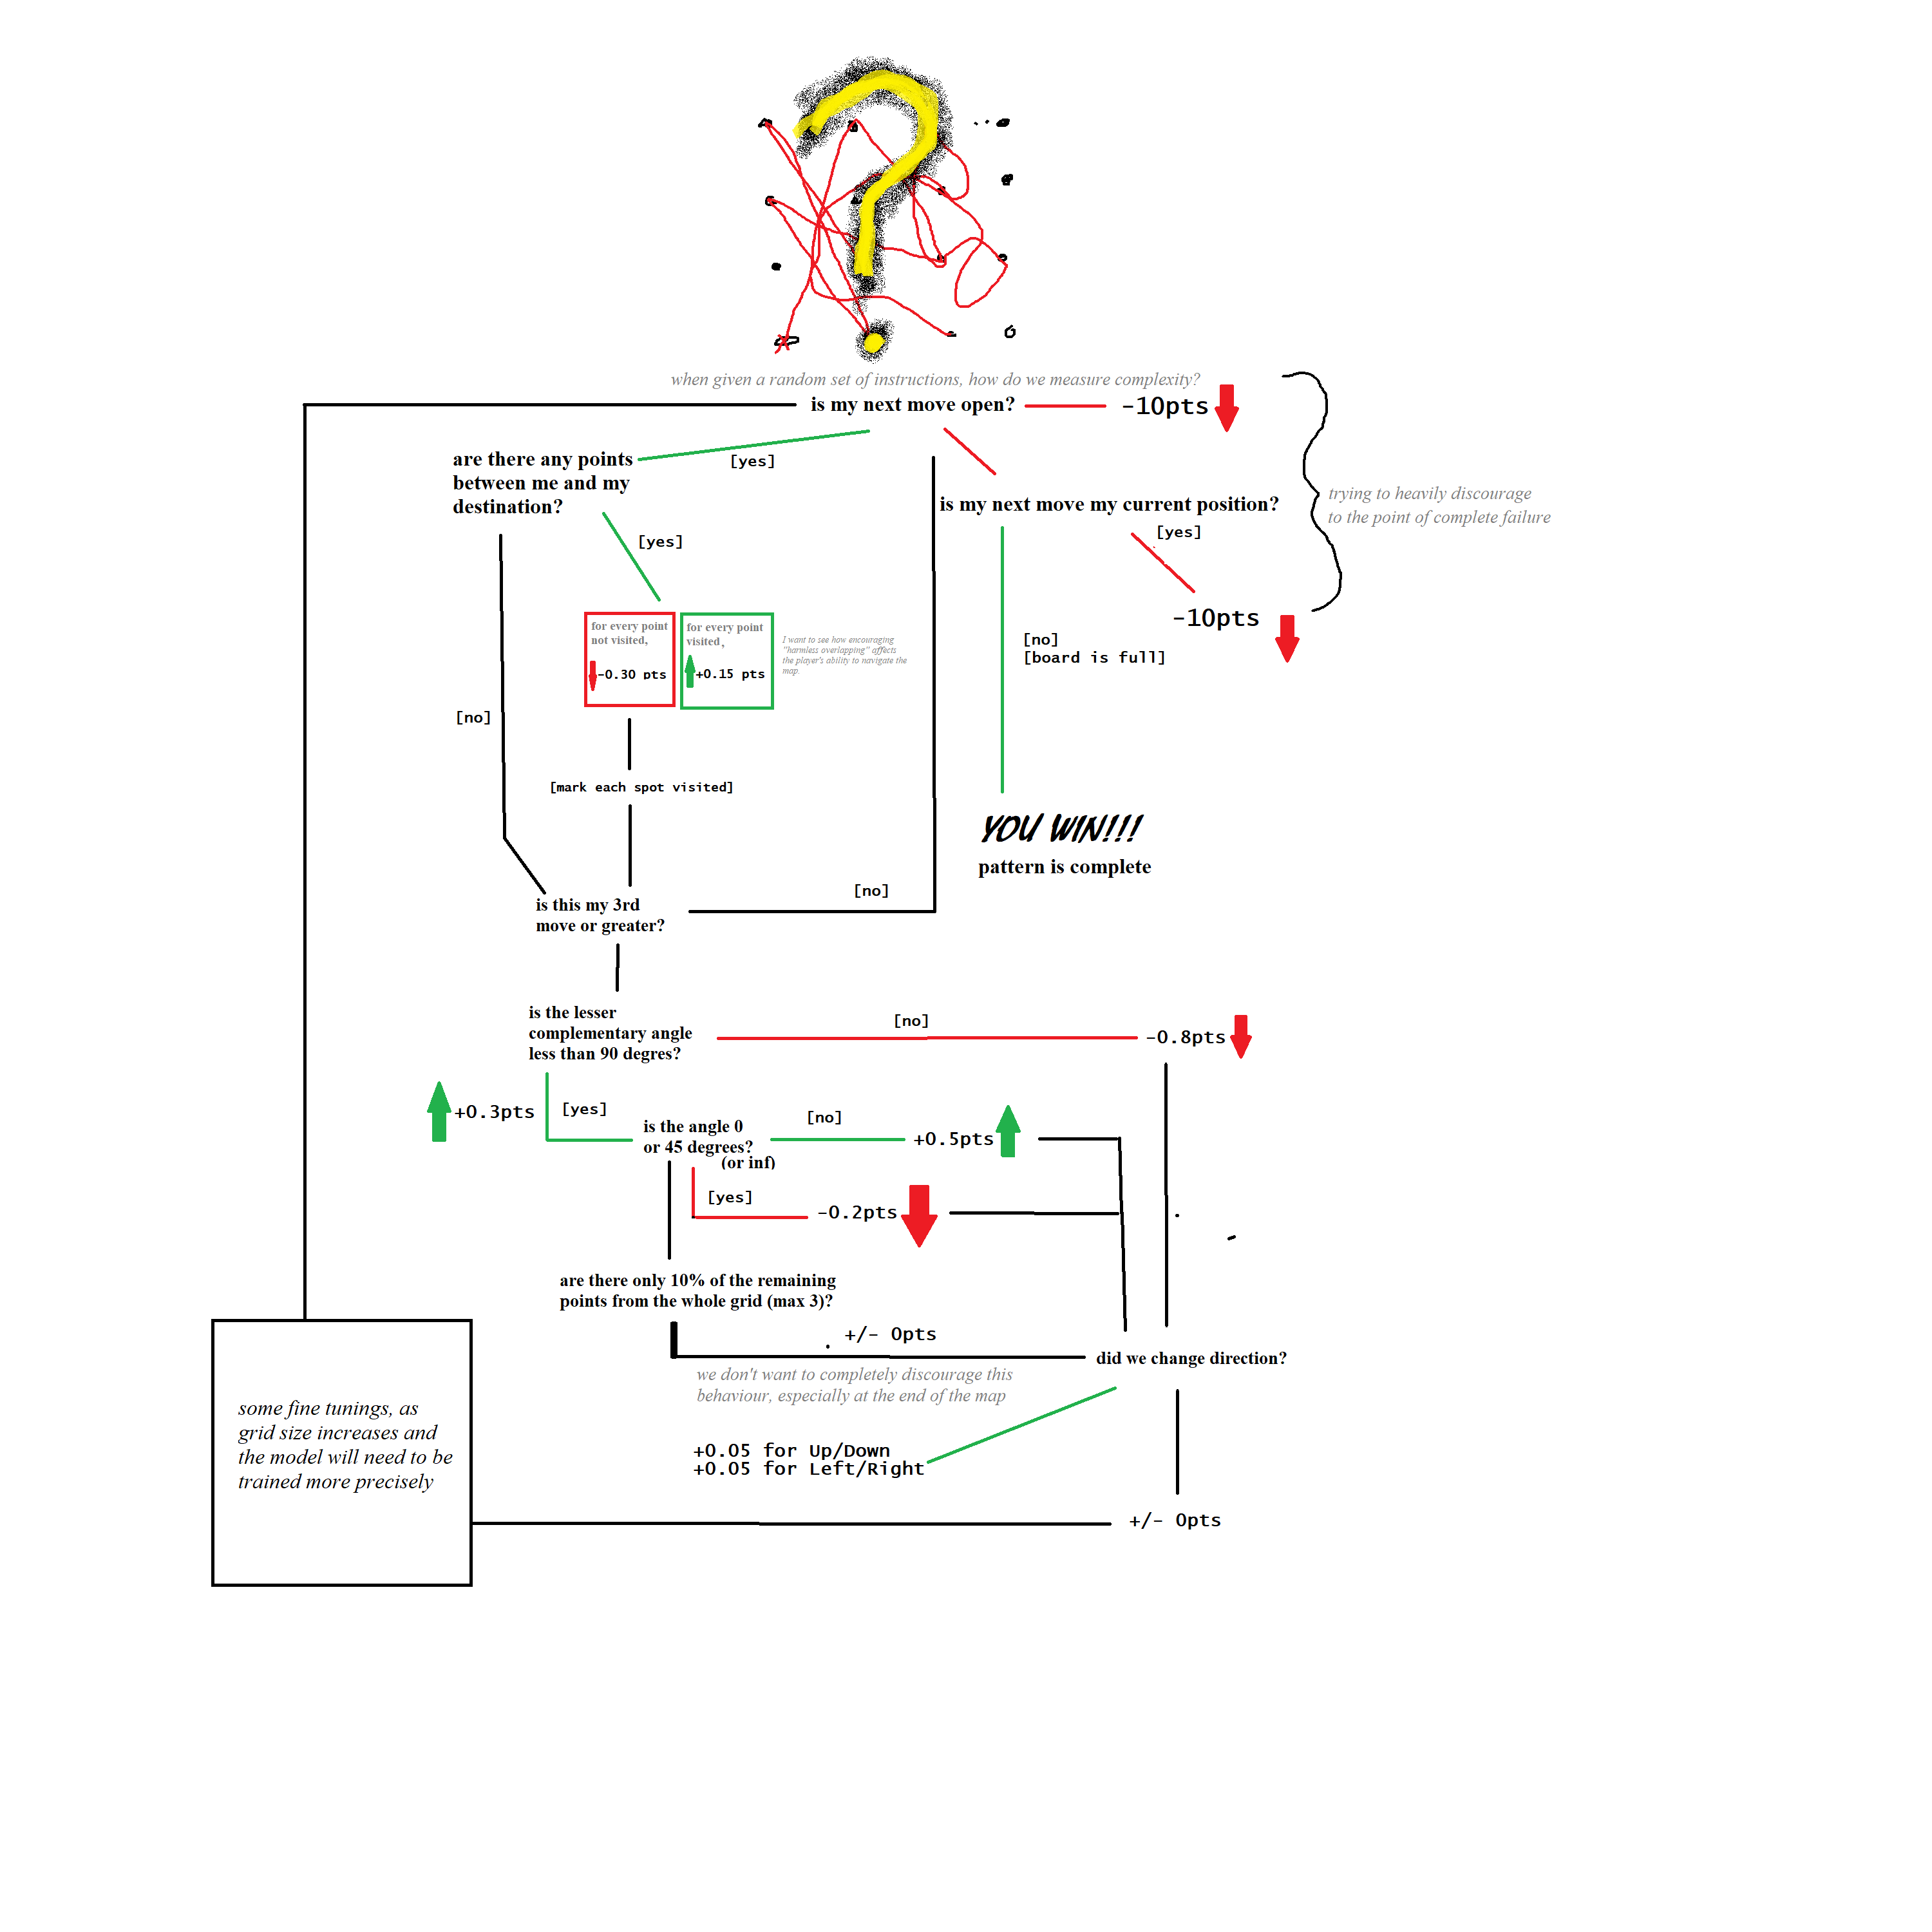 when given a random set of instructions, how do we measure complexity?
is my next move open?
-10pts
[yes]
are there any points
between me and my
destination?
is my next move my current position?
trying to heavily discourage
to the point of complete failure
[yes]
[yes]
-10pts
for every point
not visited,
-0.30 pts
for every point
visited,
+0.15 pts
I want to see how encouraging
"harmless overlapping" affects
the player's ability to navigate the
map.
[no]
[board is full]
[no]
[mark each spot visited]
YOU WIN!!!
pattern is complete
[no]
is this my 3rd
move or greater?
is the lesser
complementary angle
less than 90 degres?
[no]
-0.8pts
+0.3pts
[yes]
is the angle 0
or 45 degrees?
(or inf)
[no]
+0.5pts
[yes]
-0.2pts
are there only 10% of the remaining
points from the whole grid (max 3)?
+/- 0pts
did we change direction?
we don't want to completely discourage this
behaviour, especially at the end of the map
some fine tunings, as
grid size increases and
the model will need to be
trained more precisely
+0.05 for Up/Down
+0.05 for Left/Right
+/- 0pts